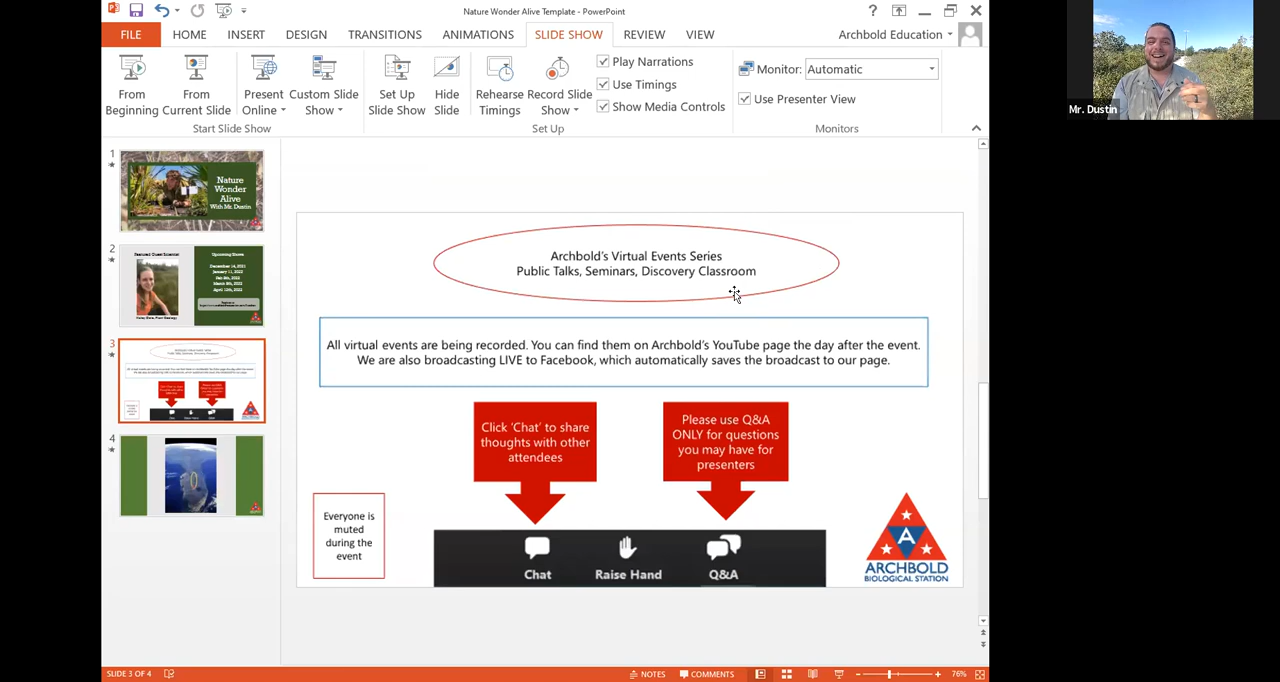 Nature Wonder Alive Template - PowerPoint
?
FILE
HOME
INSERT
DESIGN
TRANSITIONS
ANIMATIONS
SLIDE SHOW
REVIEW
VIEW
Archbold Education
From Beginning
From Current Slide
Present Online
Custom Slide Show
Start Slide Show
Set Up Slide Show
Hide Slide
Rehearse Timings
Record Slide Show
Play Narrations
Use Timings
Show Media Controls
Set Up
Monitor: Automatic
Use Presenter View
Monitors
Mr. Dustin
1
Nature
Wonder
Alive
With Mr. Dustin
2
3
4
Archbold's Virtual Events Series
Public Talks, Seminars, Discovery Classroom
All virtual events are being recorded. You can find them on Archbold's YouTube page the day after the event.
We are also broadcasting LIVE to Facebook, which automatically saves the broadcast to our page.
Click 'Chat' to share
thoughts with other
attendees
Please use Q&A
ONLY for questions
you may have for
presenters
Everyone is
muted
during the
event
Chat
Raise Hand
Q&A
A
ARCHBOLD
BIOLOGICAL STATION
SLIDE 3 OF 4
NOTES
COMMENTS
76%